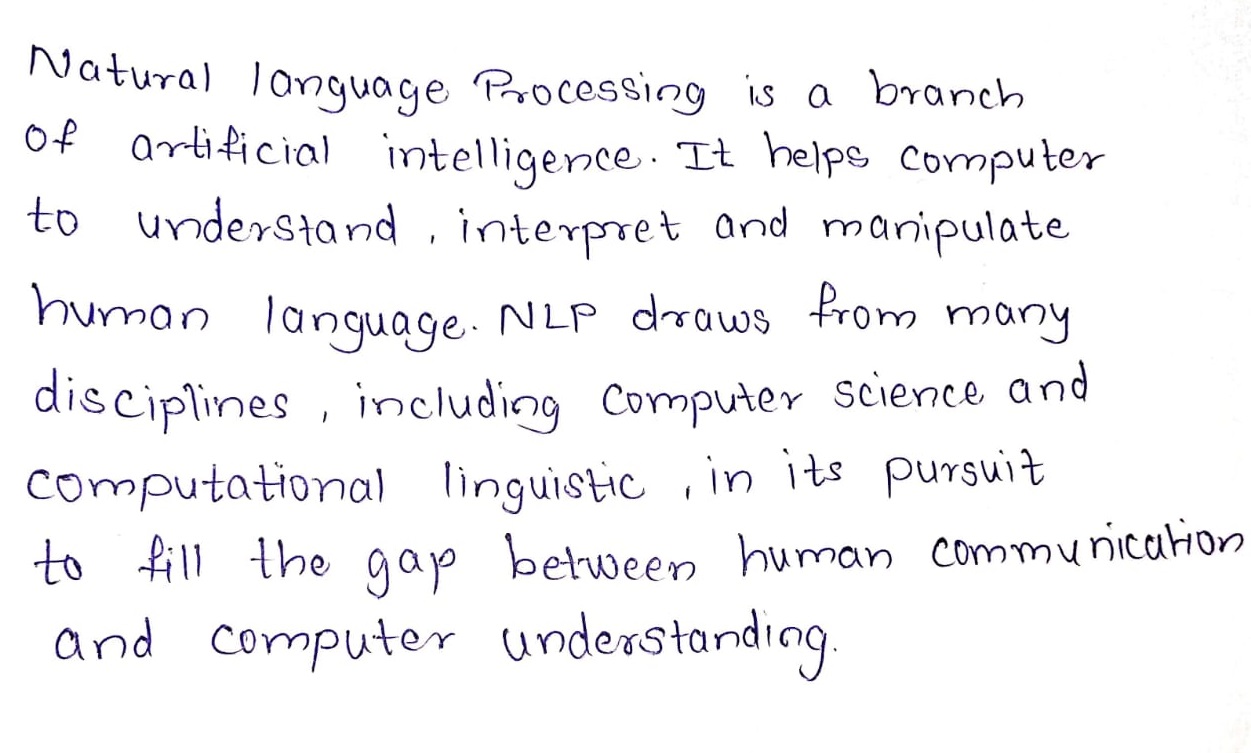 Natural language Processing is a branch
of artificial intelligence. It helps computer
to understand, interpret and manipulate
human language. NLP draws from many
disciplines, including computer science and
computational linguistic, in its pursuit
to fill the gap between human communication
and computer understanding.